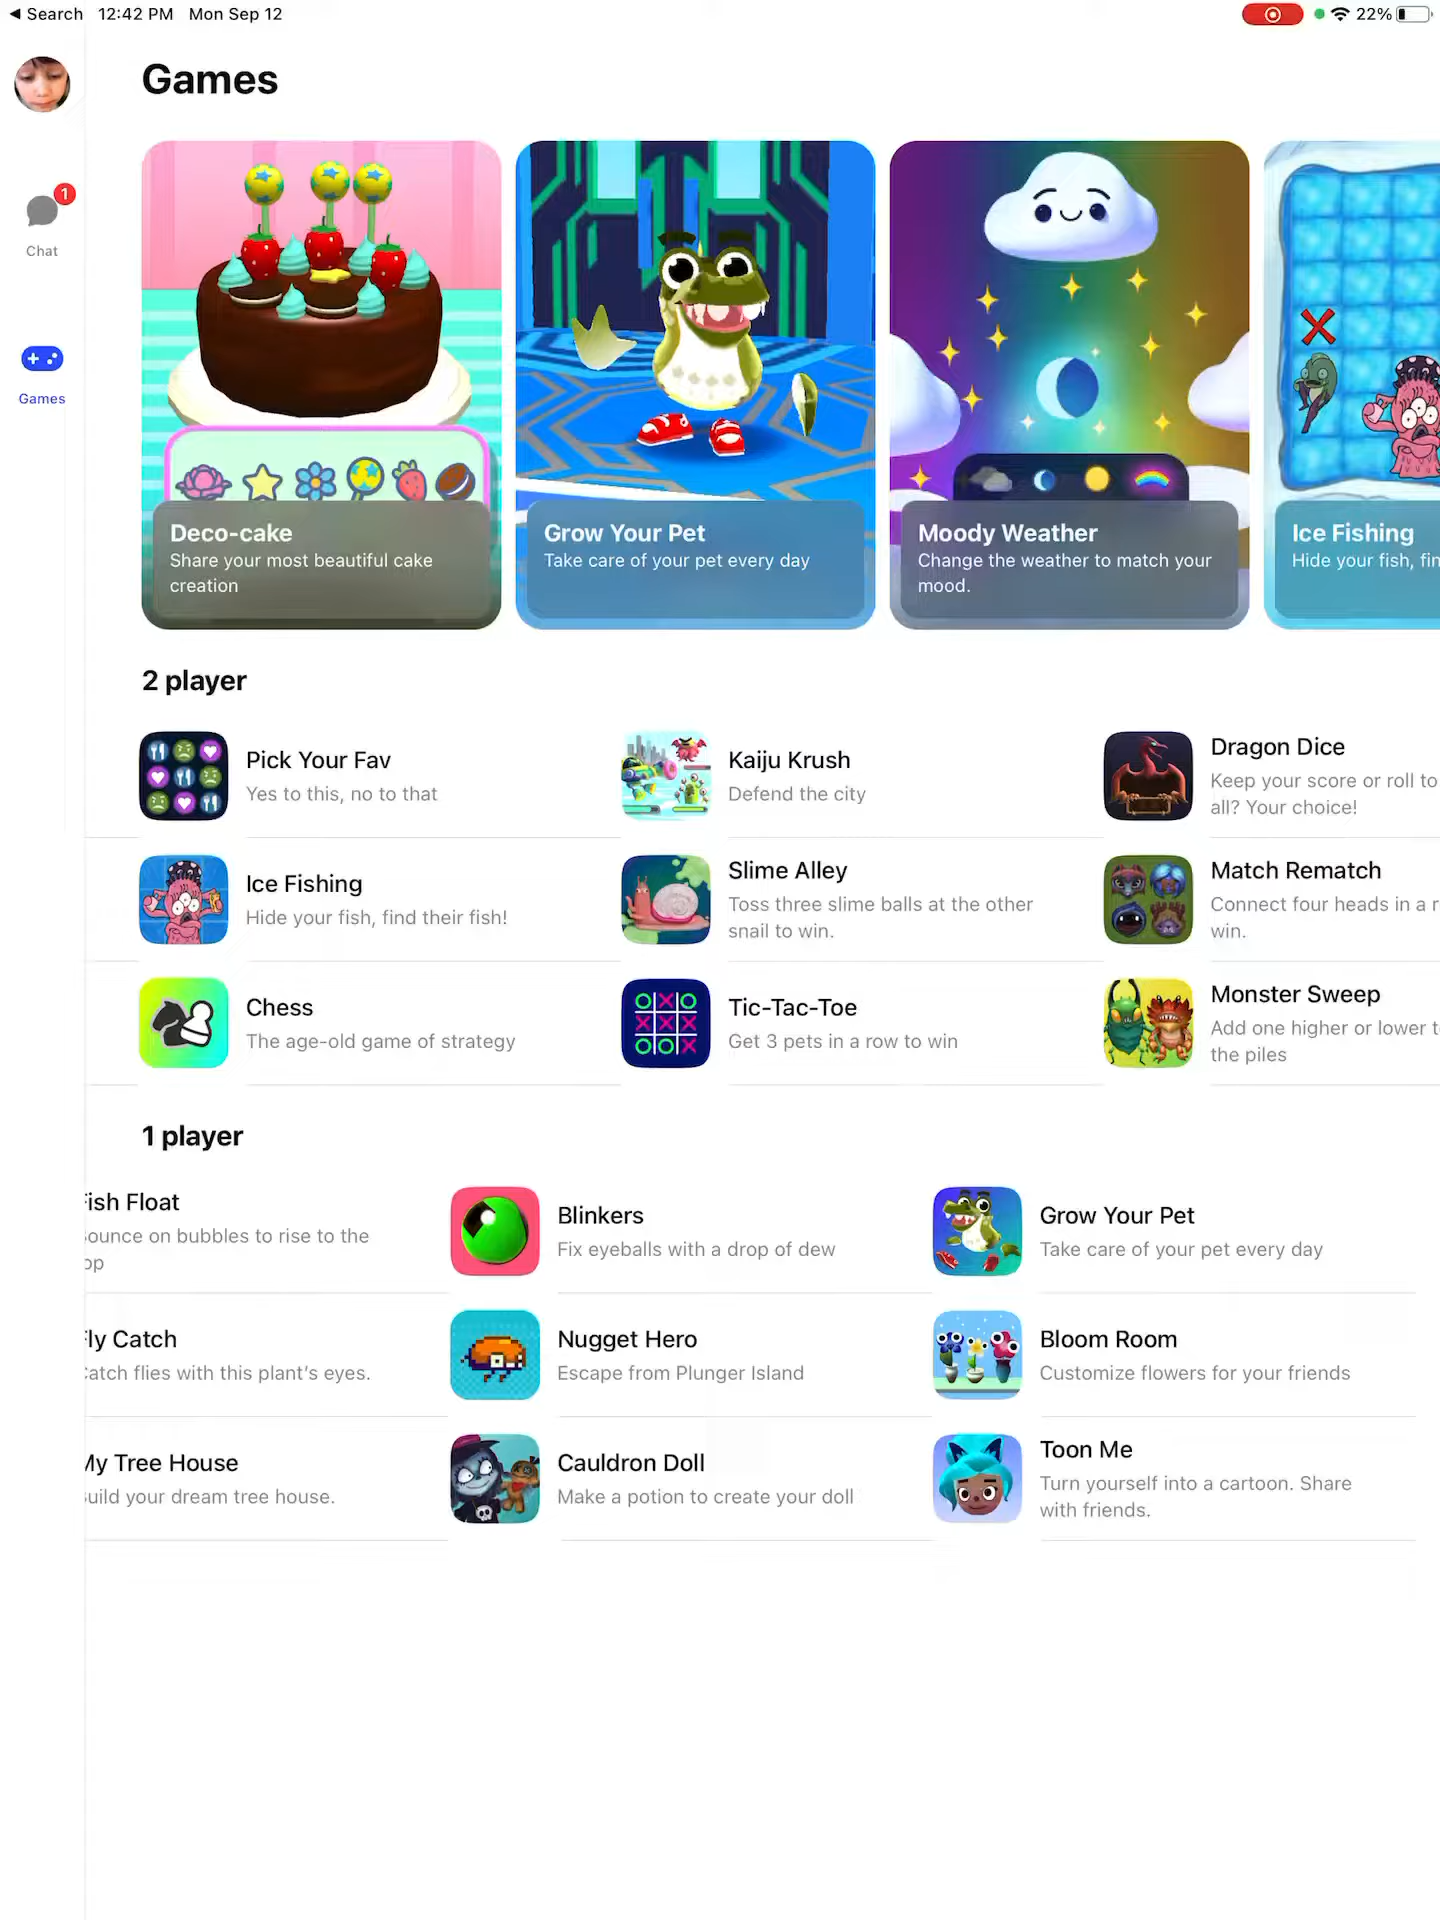 Search 12:42 PM Mon Sep 12 22%
Games
1
Chat
Games
Deco-cake
Share your most beautiful cake
creation
Grow Your Pet
Take care of your pet every day
Moody Weather
Change the weather to match your
mood.
Ice Fishing
Hide your fish, fin
2 player
Pick Your Fav
Yes to this, no to that
Kaiju Krush
Defend the city
Dragon Dice
Keep your score or roll to
all? Your choice!
Ice Fishing
Hide your fish, find their fish!
Slime Alley
Toss three slime balls at the other
snail to win.
Match Rematch
Connect four heads in a r
win.
Chess
The age-old game of strategy
Tic-Tac-Toe
Get 3 pets in a row to win
Monster Sweep
Add one higher or lower t
the piles
1 player
Fish Float
Bounce on bubbles to rise to the
op
Blinkers
Fix eyeballs with a drop of dew
Grow Your Pet
Take care of your pet every day
Fly Catch
Catch flies with this plant's eyes.
Nugget Hero
Escape from Plunger Island
Bloom Room
Customize flowers for your friends
My Tree House
Build your dream tree house.
Cauldron Doll
Make a potion to create your doll
Toon Me
Turn yourself into a cartoon. Share
with friends.